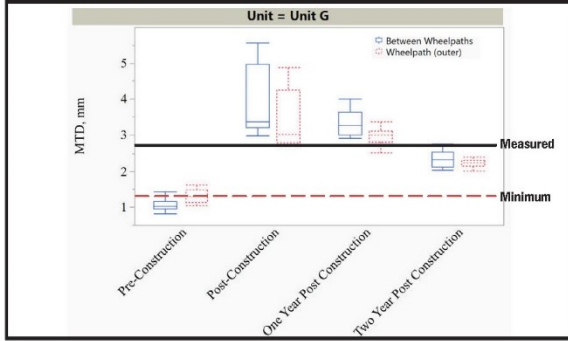 Unit = Unit G
Between Wheelpaths
Wheelpath (outer)
MTD, mm
5
4
3
2
1
Measured
Minimum
Pre-Construction
Post-Construction
One Year Post Construction
Two Year Post Construction